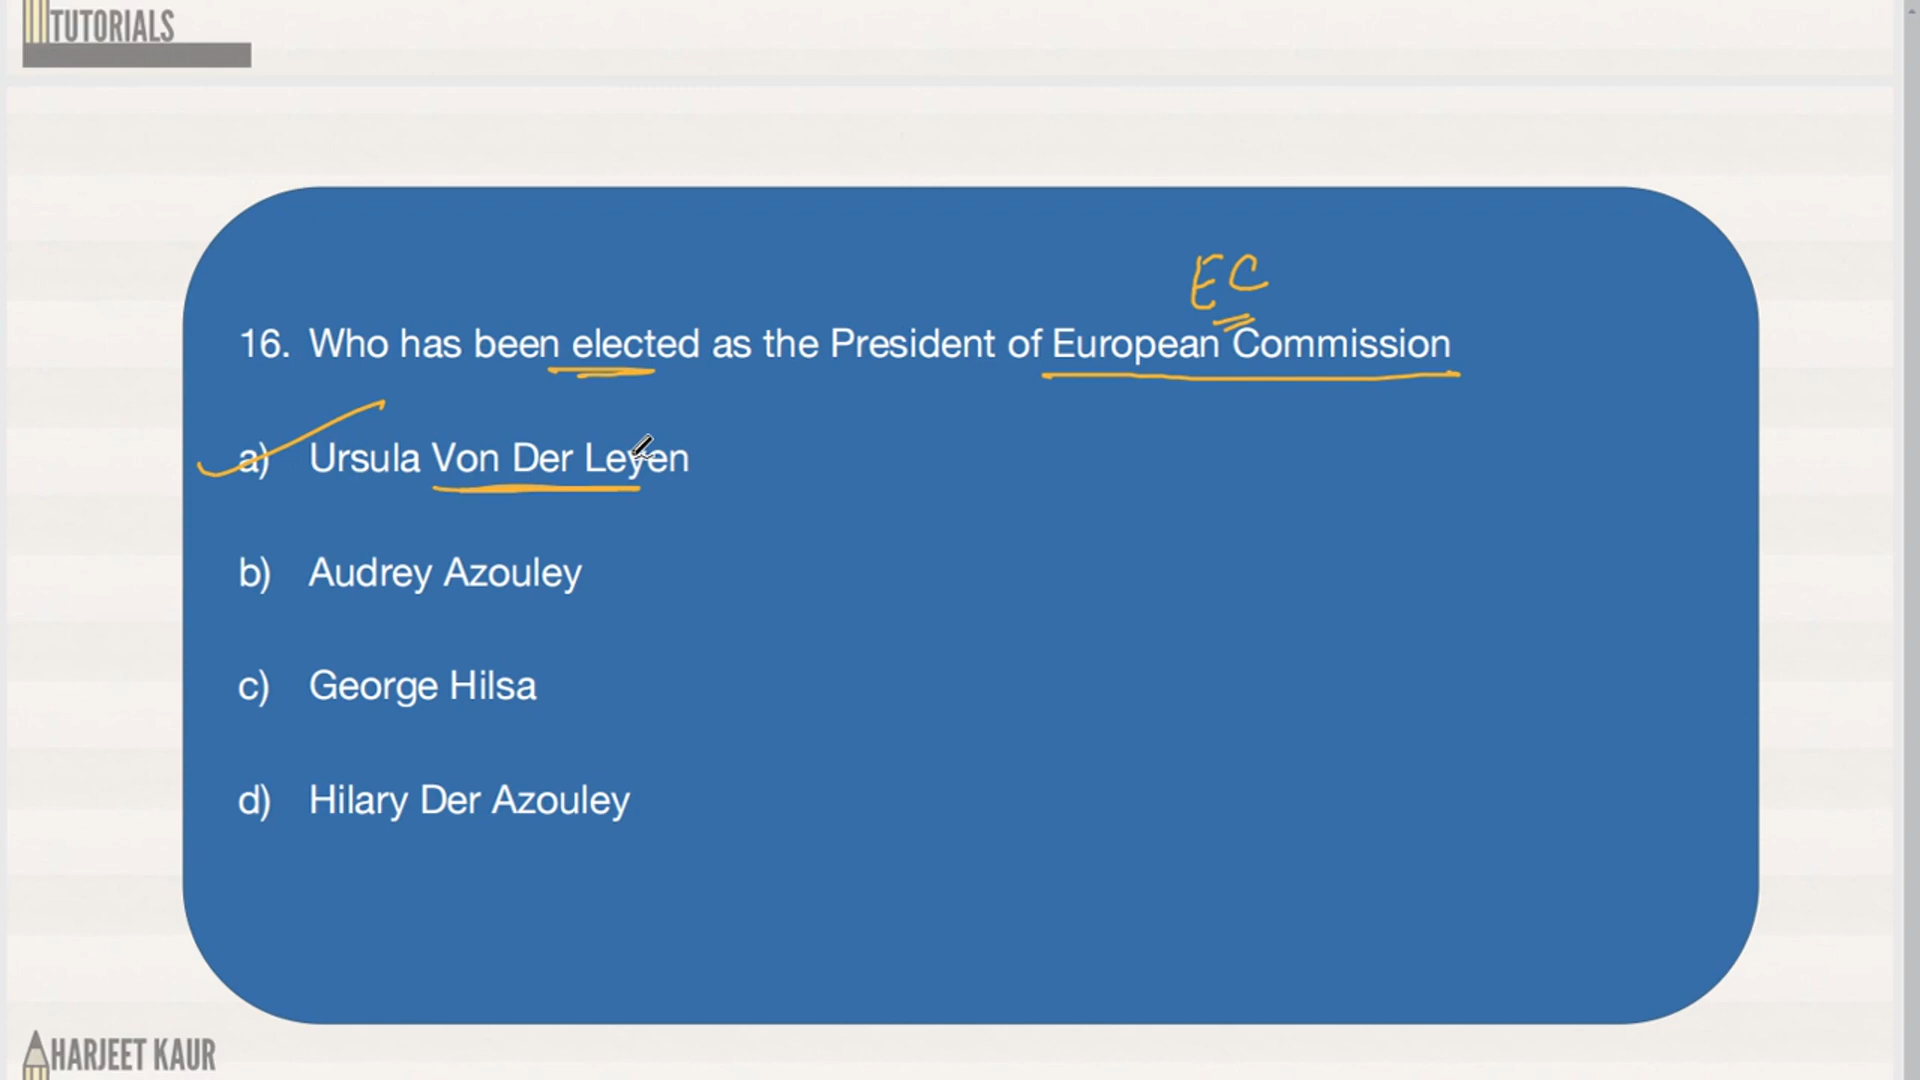 TUTORIALS
EC
16. Who has been elected as the President of European Commission
a) Ursula Von Der Leyen
b) Audrey Azouley
c) George Hilsa
d) Hilary Der Azouley
HARJEET KAUR